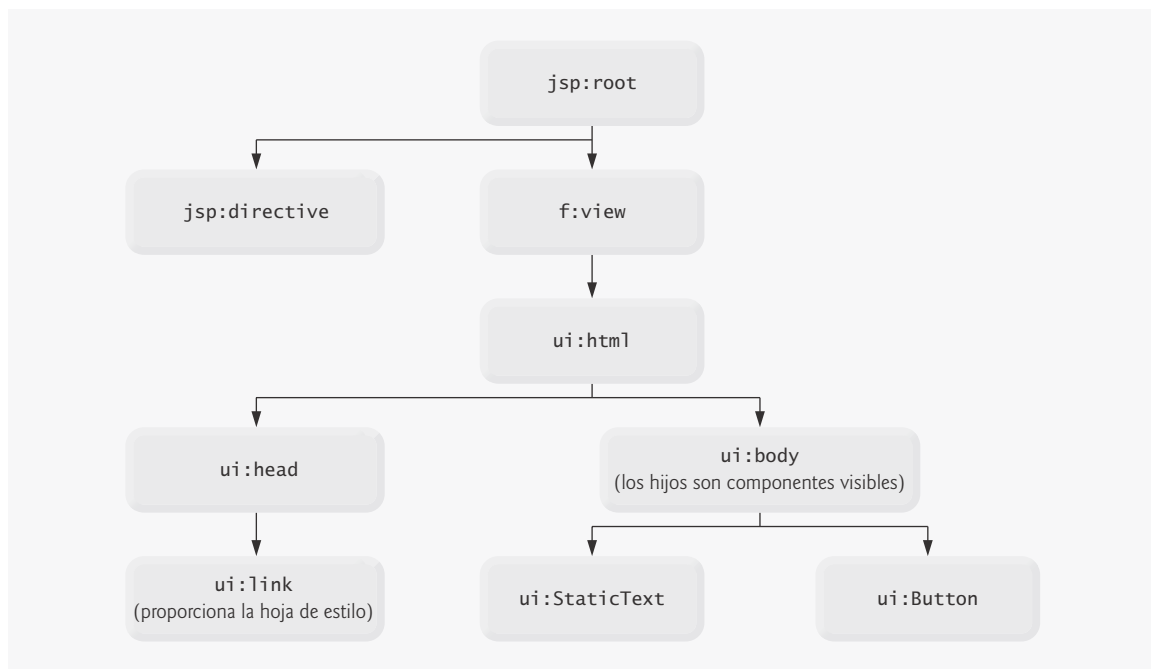 jsp:root
jsp:directive
f:view
ui:html
ui:head
ui:body
(los hijos son componentes visibles)
ui:link
(proporciona la hoja de estilo)
ui:StaticText
ui:Button